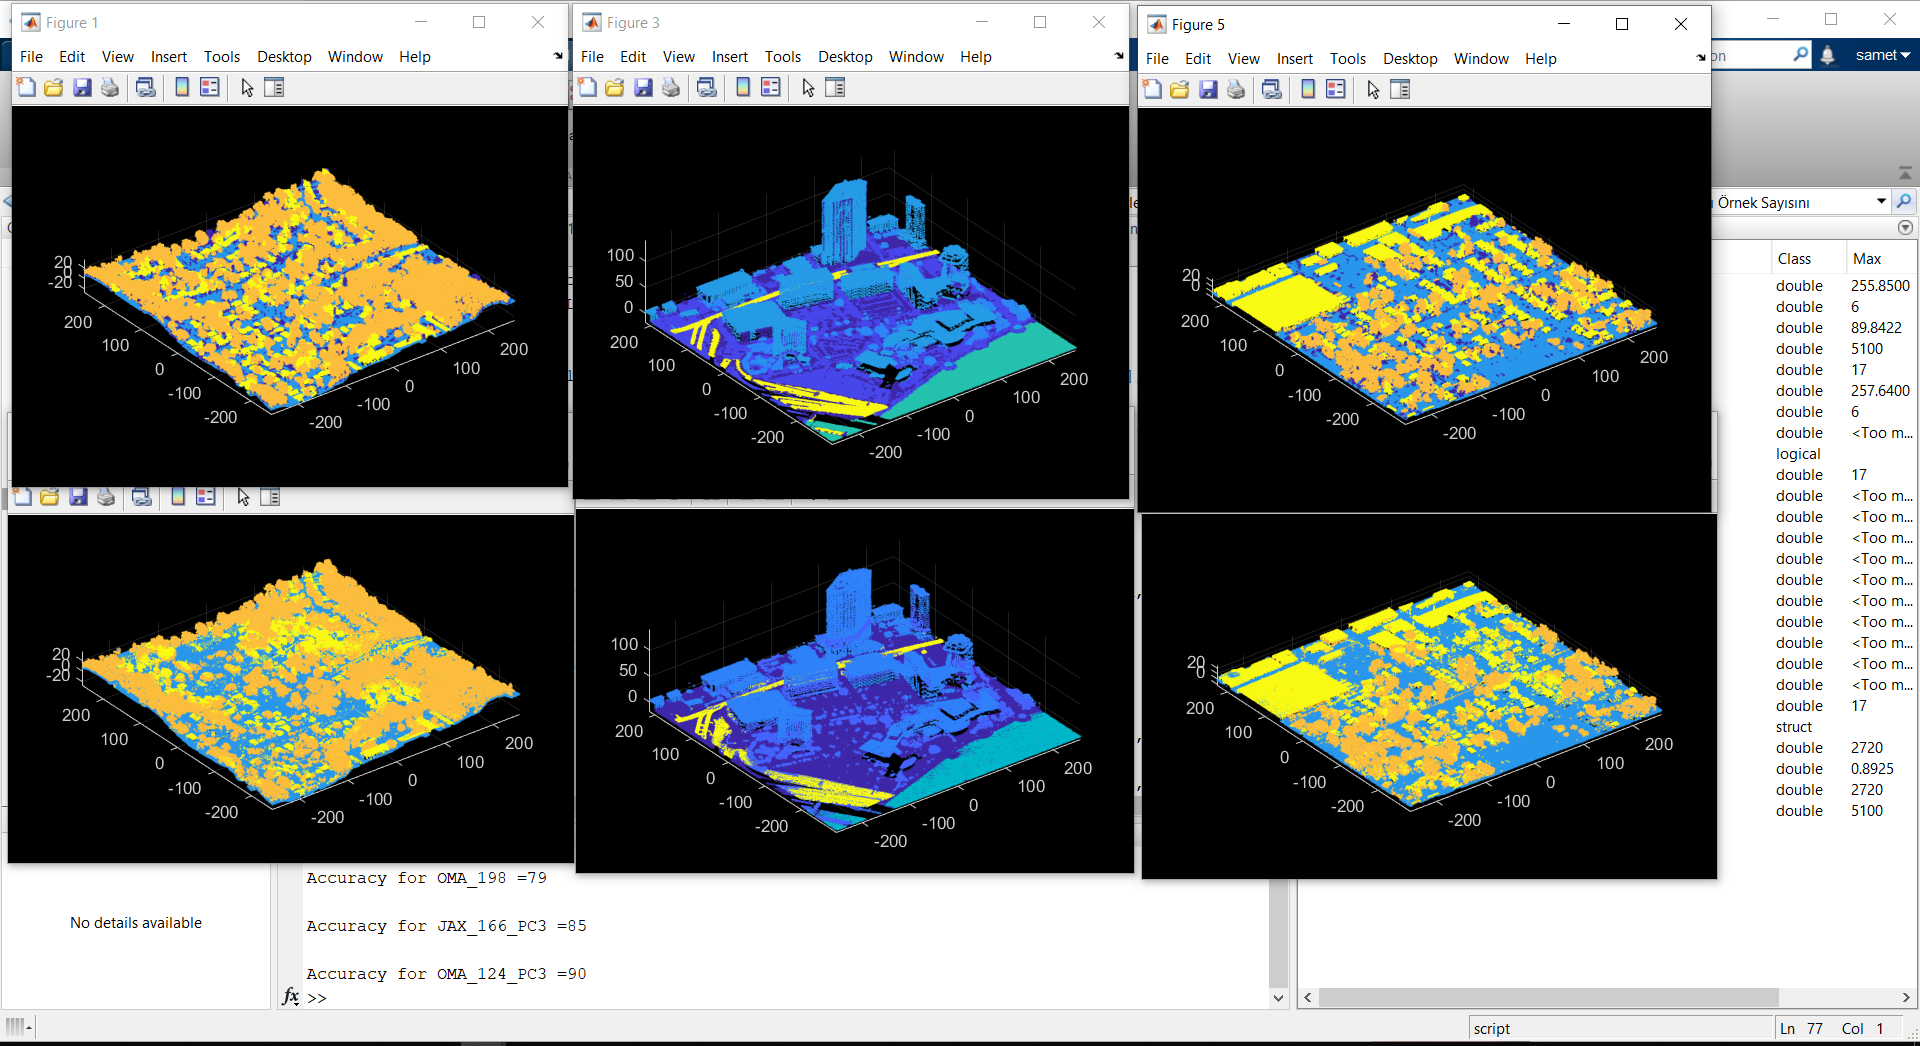 Figure 1
File Edit View Insert Tools Desktop Window Help
20
0
-20
200
100
0
-100
-200
-200
-100
0
100
200
Figure 3
File Edit View Insert Tools Desktop Window Help
100
50
0
200
100
0
-100
-200
-200
-100
0
100
200
Figure 5
File Edit View Insert Tools Desktop Window Help
20
0
200
100
0
-100
-200
-200
-100
0
100
200
samet
Örnek Sayısını
Class Max
double 255.8500
double 6
double 89.8422
double 5100
double 17
double 257.6400
double 6
double <Too m...
logical
double 17
double <Too m...
double <Too m...
double <Too m...
double <Too m...
double <Too m...
double <Too m...
double <Too m...
double <Too m...
double <Too m...
double <Too m...
double 17
struct
double 2720
double 0.8925
double 2720
double 5100
20
0
-20
200
100
0
-100
-200
-200
-100
0
100
200
100
50
0
200
100
0
-100
-200
-200
-100
0
100
200
20
0
200
100
0
-100
-200
-200
-100
0
100
200
No details available
Accuracy for OMA_198 =79
Accuracy for JAX_166_PC3 =85
Accuracy for OMA_124_PC3 =90
fx >>
script
Ln 77 Col 1